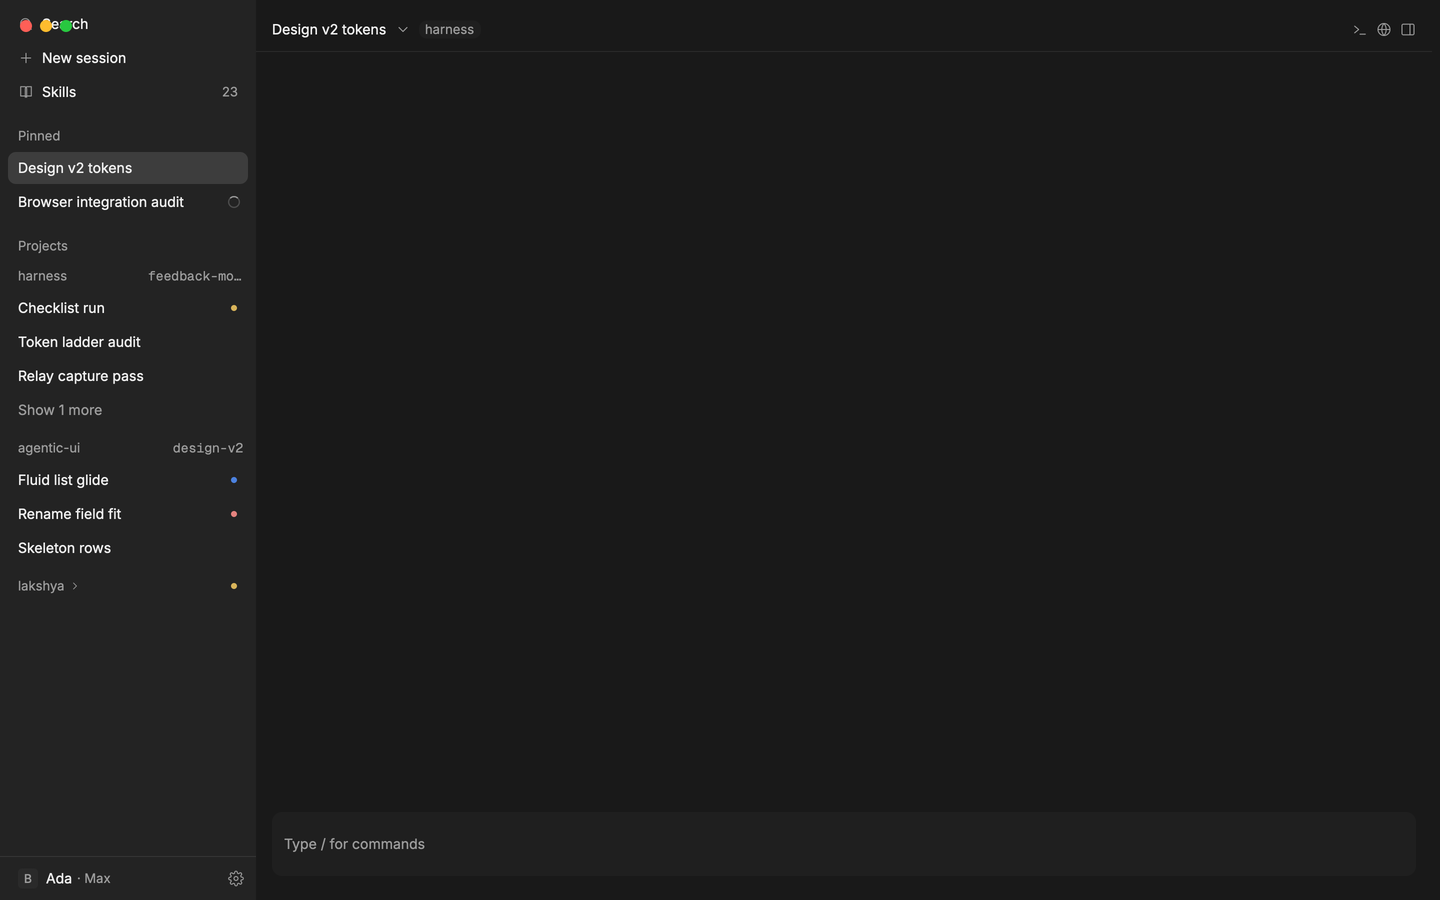 New session
Skills 23
Pinned
Design v2 tokens
Browser integration audit
Projects
harness feedback-mo…
Checklist run
Token ladder audit
Relay capture pass
Show 1 more
agentic-ui design-v2
Fluid list glide
Rename field fit
Skeleton rows
lakshya
B Ada · Max
Design v2 tokens harness
Type / for commands